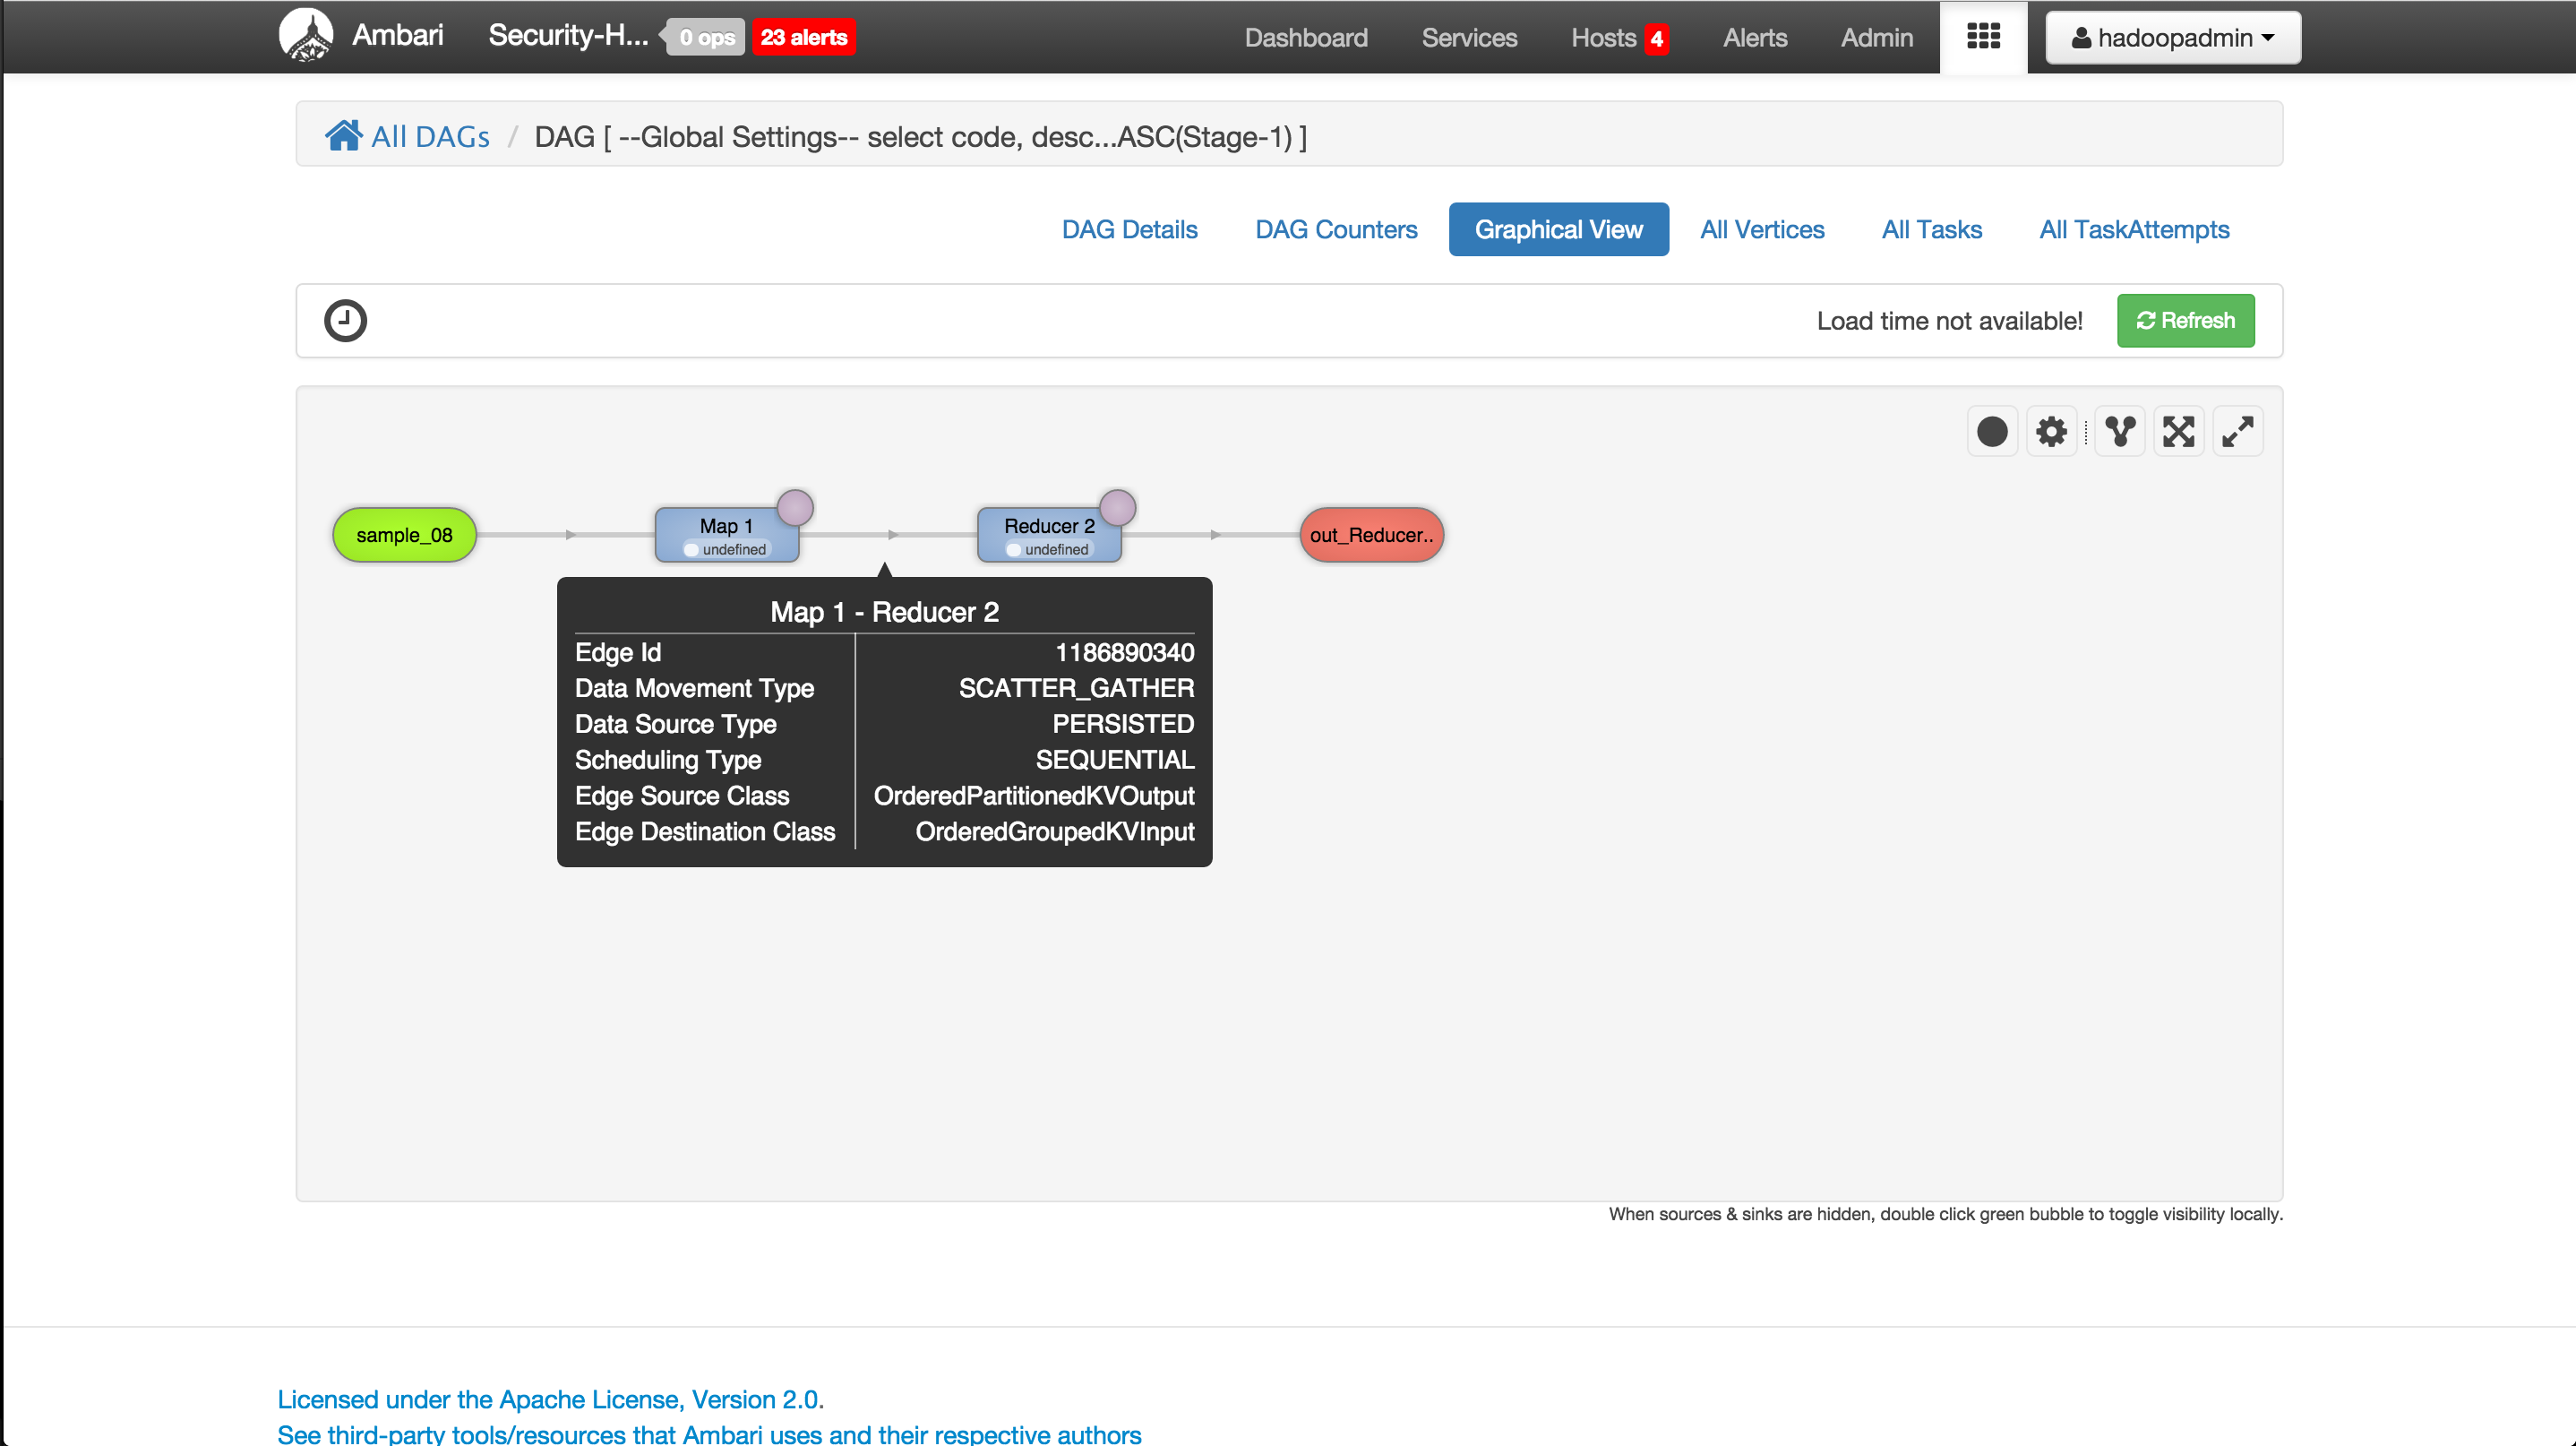 Ambari Security-H... 0 ops 23 alerts Dashboard Services Hosts 4 Alerts Admin hadoopadmin
All DAGs / DAG [ --Global Settings-- select code, desc...ASC(Stage-1) ]
DAG Details DAG Counters Graphical View All Vertices All Tasks All TaskAttempts
Load time not available! Refresh
sample_08 Map 1 Reducer 2 out_Reducer..
undefined undefined
Map 1 - Reducer 2
Edge Id 1186890340
Data Movement Type SCATTER_GATHER
Data Source Type PERSISTED
Scheduling Type SEQUENTIAL
Edge Source Class OrderedPartitionedKVOutput
Edge Destination Class OrderedGroupedKVInput
When sources & sinks are hidden, double click green bubble to toggle visibility locally.
Licensed under the Apache License, Version 2.0.
See third-party tools/resources that Ambari uses and their respective authors